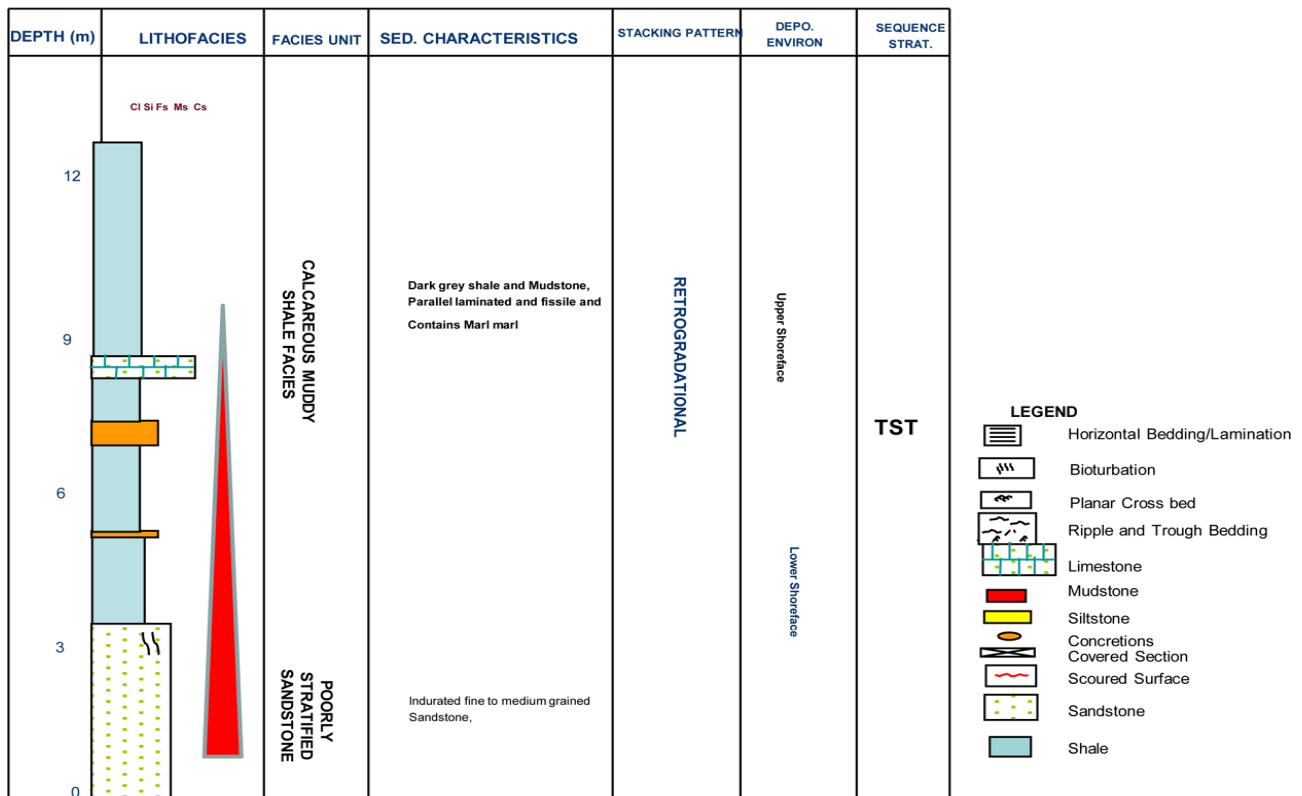 DEPTH (m)
LITHOFACIES
FACIES UNIT
SED. CHARACTERISTICS
STACKING PATTERN
DEPO.
ENVIRON
SEQUENCE
STRAT.
Cl Si Fs Ms Cs
12
9
6
3
0
CALCAREOUS MUDDY
SHALE FACIES
POORLY
STRATIFIED
SANDSTONE
Dark grey shale and Mudstone,
Parallel laminated and fissile and
Contains Marl marl
Indurated fine to medium grained
Sandstone,
RETROGRADATIONAL
Upper Shoreface
Lower Shoreface
TST
LEGEND
Horizontal Bedding/Lamination
Bioturbation
Planar Cross bed
Ripple and Trough Bedding
Limestone
Mudstone
Siltstone
Concretions
Covered Section
Scoured Surface
Sandstone
Shale